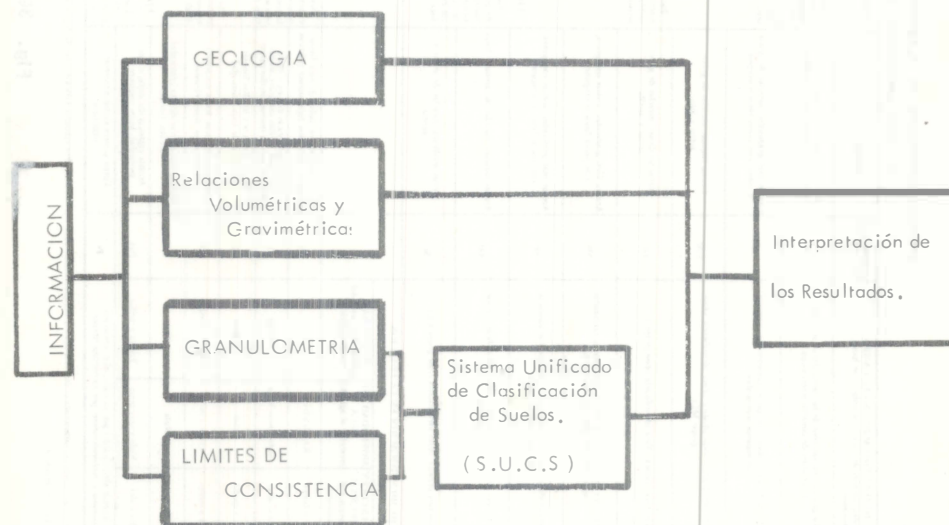 INFORMACION
GEOLOGIA
Relaciones
Volumétricas y
Gravimétricas
GRANULOMETRIA
LIMITES DE
CONSISTENCIA
Sistema Unificado
de Clasificación
de Suelos.
( S.U.C.S )
Interpretación de
los Resultados.